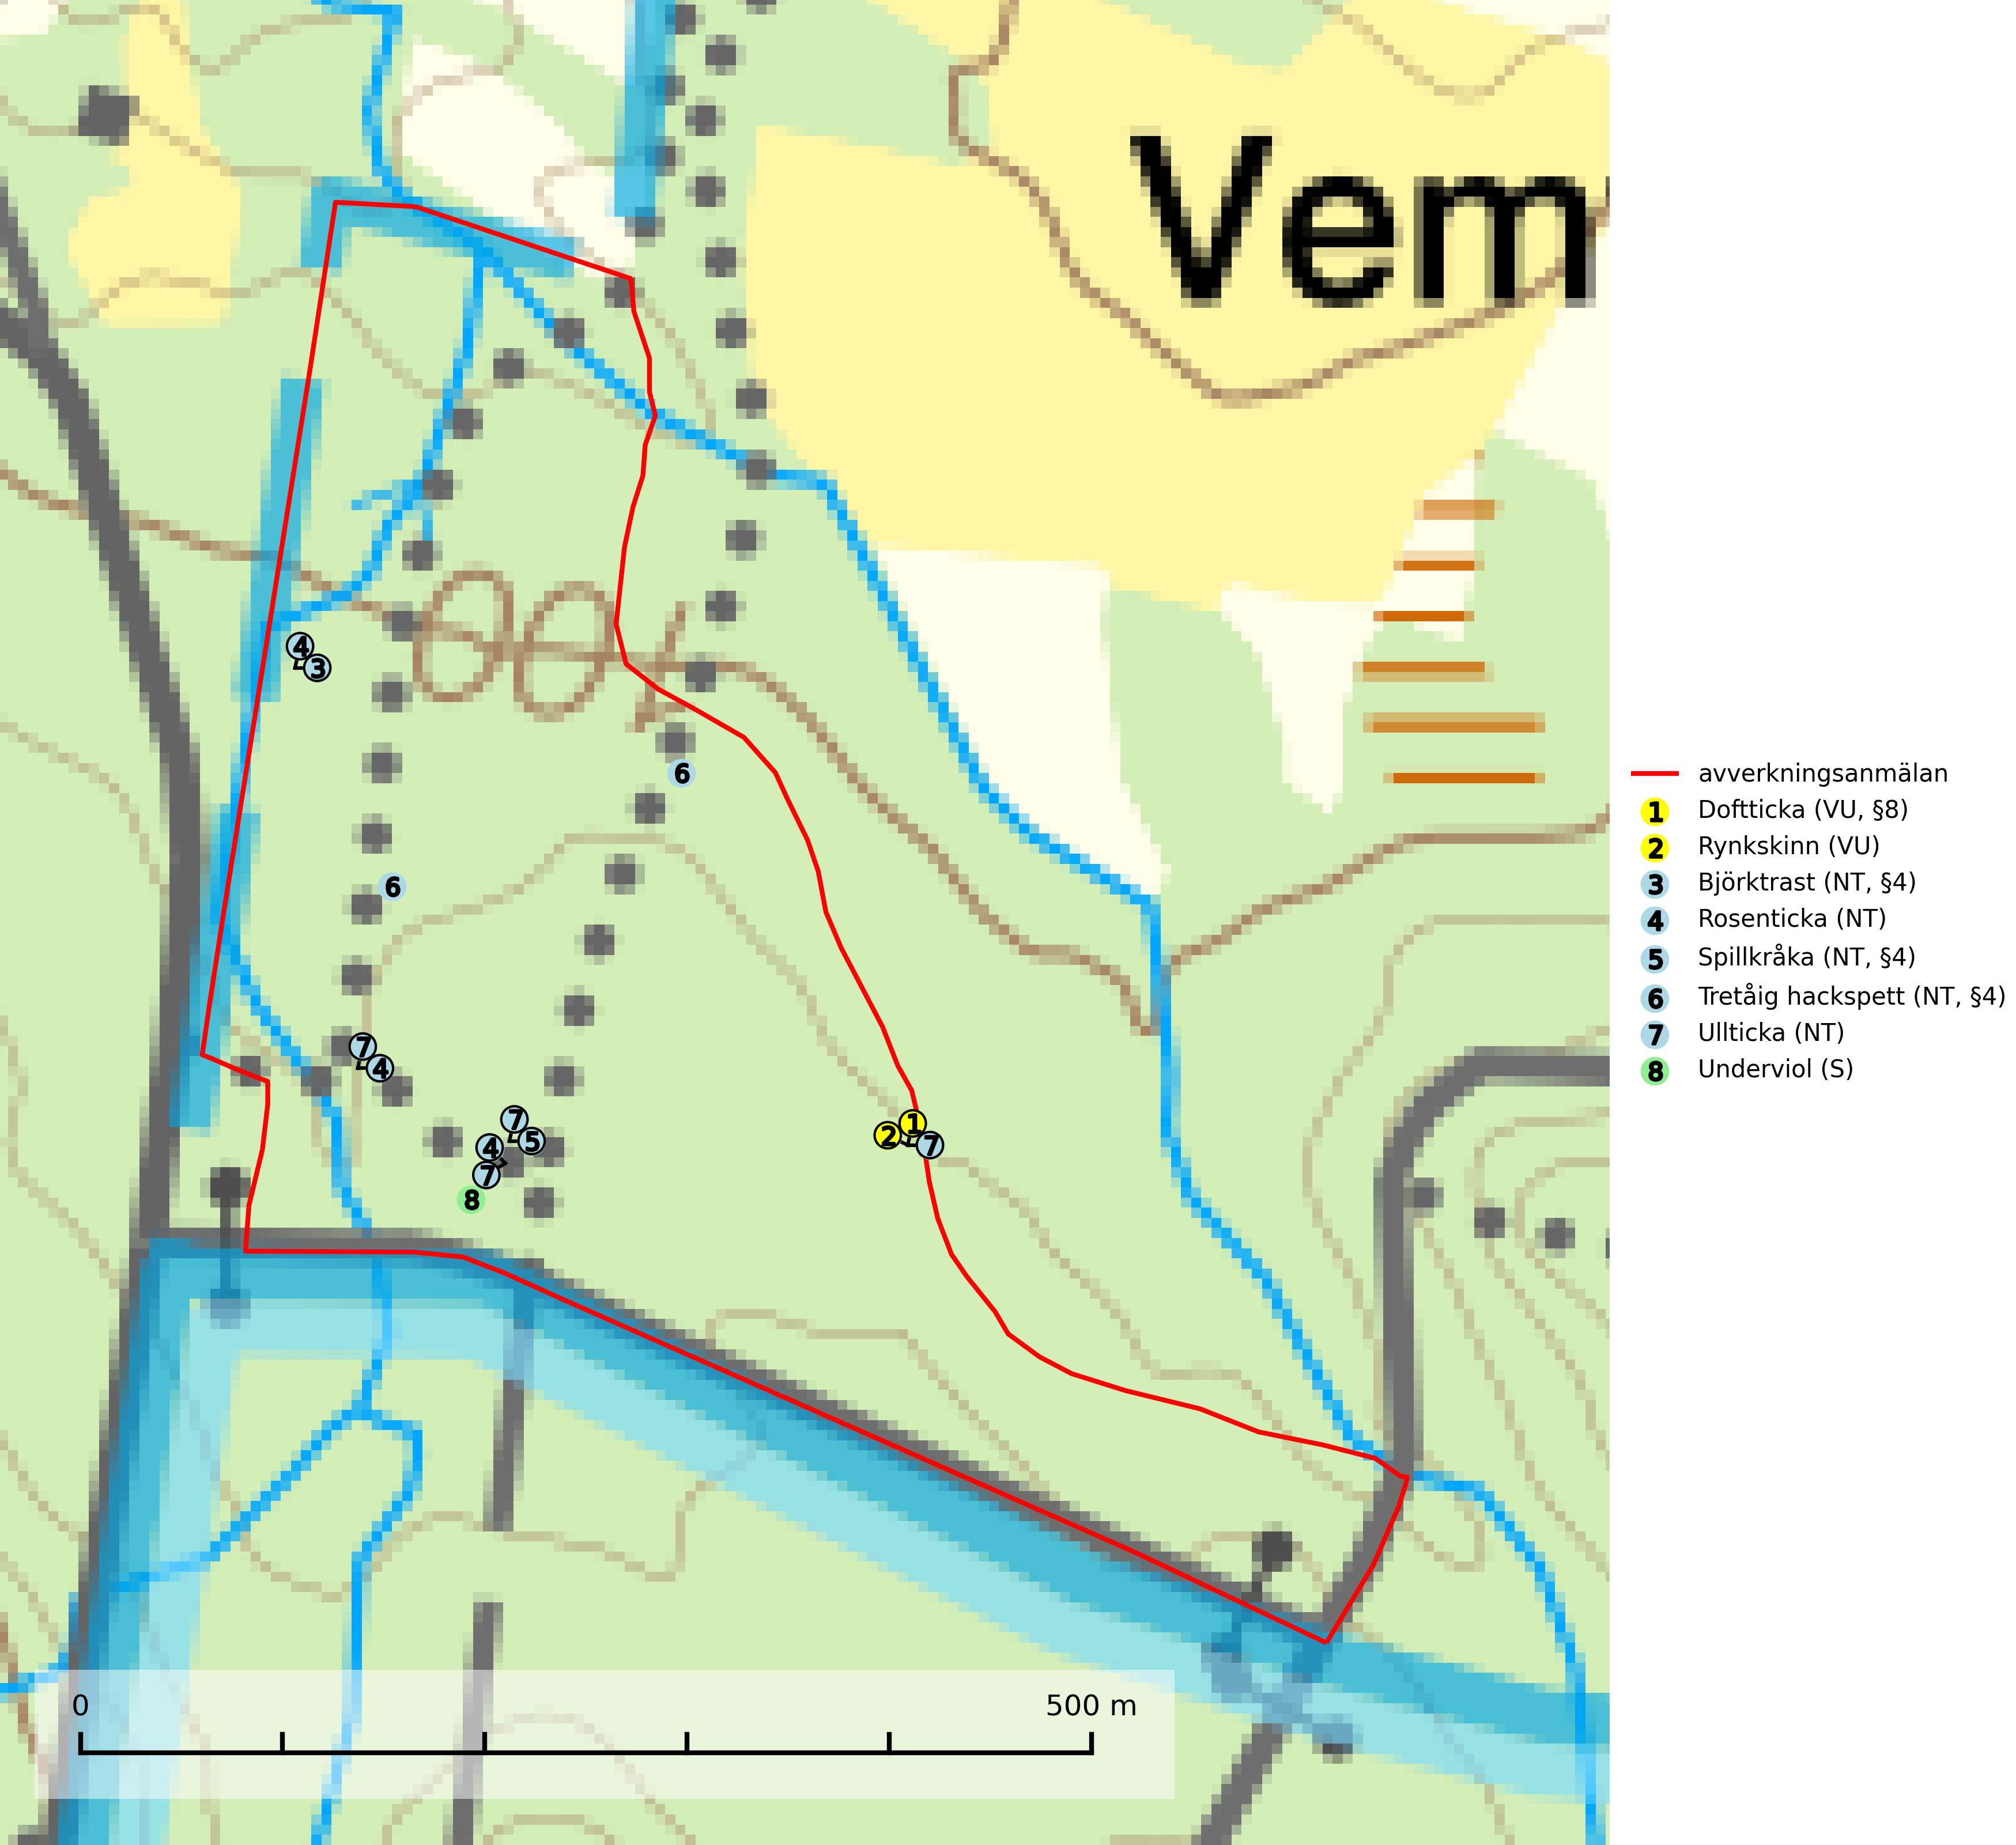 Vem
4
3
6
6
7
4
7
5
4
7
8
1
2
7
avverkningsanmälan
1 Doftticka (VU, §8)
2 Rynkskinn (VU)
3 Björktrast (NT, §4)
4 Rosenticka (NT)
5 Spillkråka (NT, §4)
6 Tretåig hackspett (NT, §4)
7 Ullticka (NT)
8 Underviol (S)
0 500 m